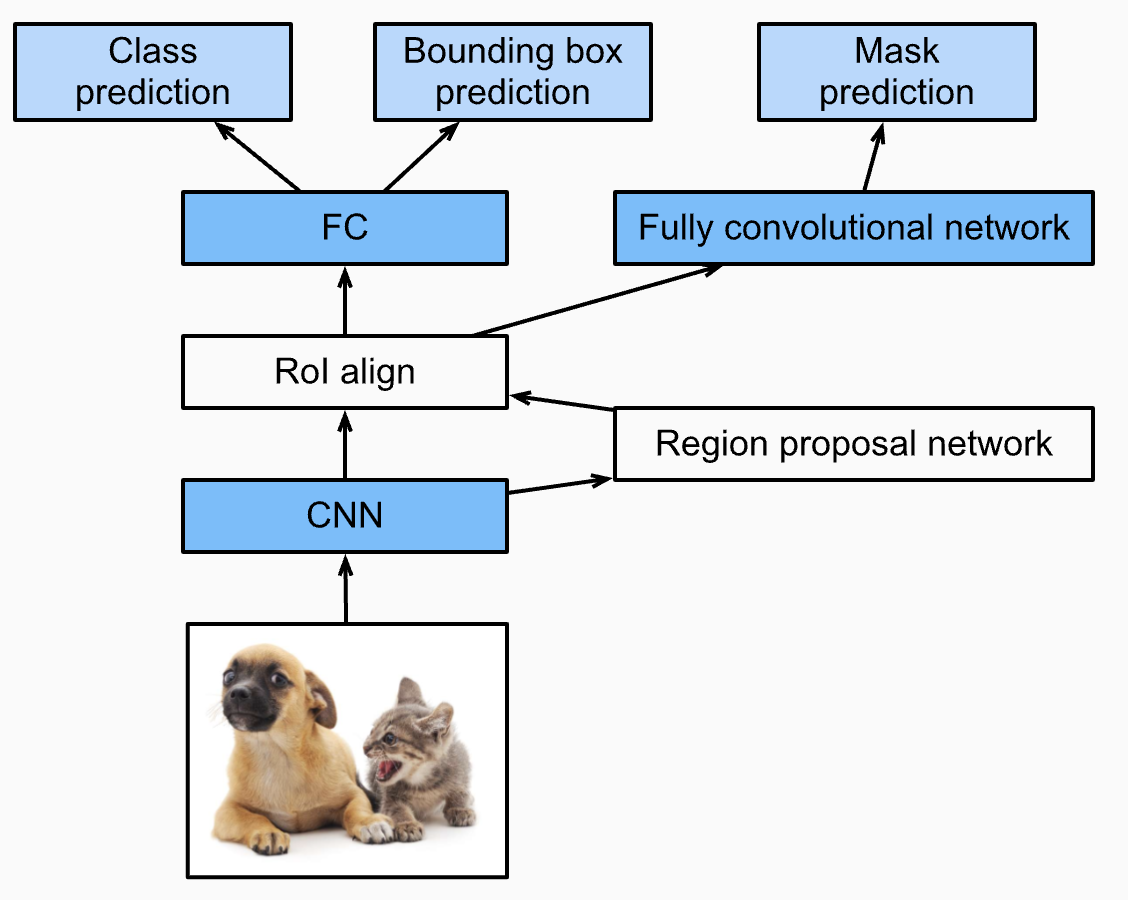 Class
prediction
Bounding box
prediction
Mask
prediction
FC
Fully convolutional network
RoI align
Region proposal network
CNN